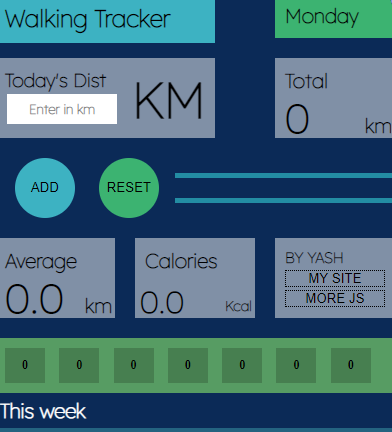 Walking Tracker
Monday
Today's Dist
Enter in km
KM
Total
0
km
ADD
RESET
Average
0.0
km
Calories
0.0
Kcal
BY YASH
MY SITE
MORE JS
0 0 0 0 0 0 0
This week